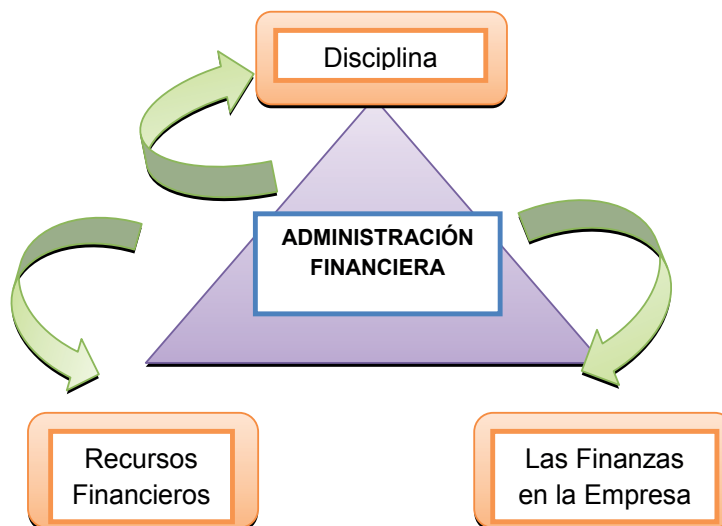 Disciplina
ADMINISTRACIÓN
FINANCIERA
Recursos
Financieros
Las Finanzas
en la Empresa